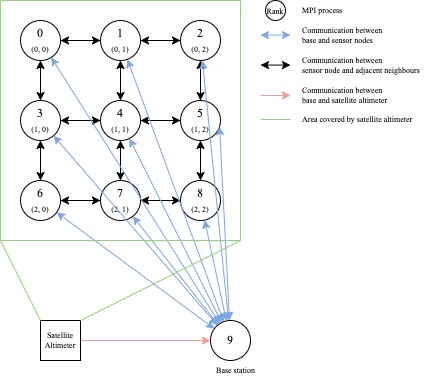 0
(0, 0)
1
(0, 1)
2
(0, 2)
3
(1, 0)
4
(1, 1)
5
(1, 2)
6
(2, 0)
7
(2, 1)
8
(2, 2)
Satellite
Altimeter
9
Base station
Rank
MPI process
Communication between
base and sensor nodes
Communication between
sensor node and adjacent neighbours
Communication between
base and satellite altimeter
Area covered by satellite altimeter